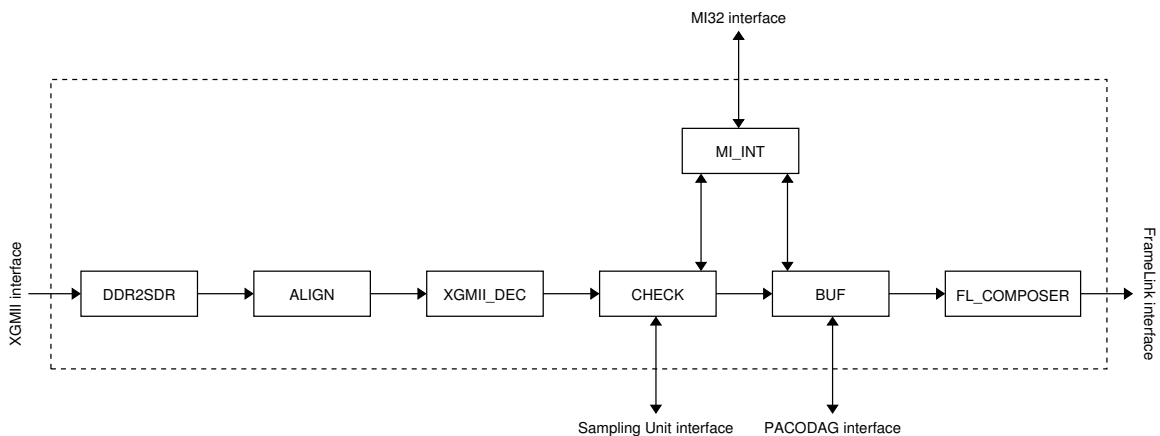 MI32 interface
MI_INT
XGMII interface
DDR2SDR
ALIGN
XGMII_DEC
CHECK
BUF
FL_COMPOSER
FrameLink interface
Sampling Unit interface
PACODAG interface